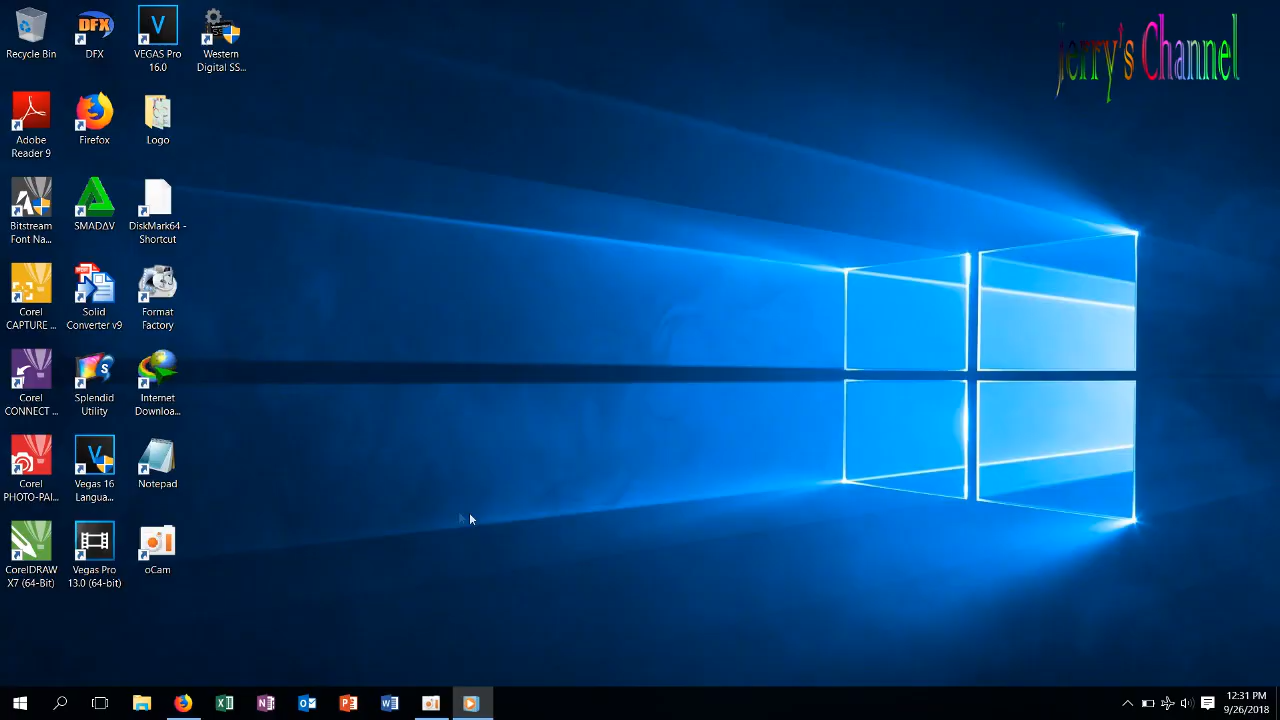 Jerry's Channel
Recycle Bin
DFX
DFX
V
VEGAS Pro
16.0
Western
Digital SS...
Adobe
Reader 9
Firefox
Logo
Bitstream
Font Na...
SMADΔV
DiskMark64 -
Shortcut
Corel
CAPTURE ...
Solid
Converter v9
Format
Factory
Corel
CONNECT ...
Splendid
Utility
Internet
Downloa...
Corel
PHOTO-PAI...
V
Vegas 16
Langua...
Notepad
CorelDRAW
X7 (64-Bit)
Vegas Pro
13.0 (64-bit)
oCam
12:31 PM
9/26/2018